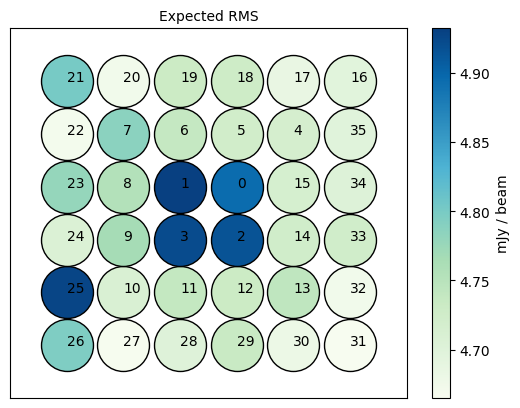 Expected RMS
21 20 19 18 17 16
22 7 6 5 4 35
23 8 1 0 15 34
24 9 3 2 14 33
25 10 11 12 13 32
26 27 28 29 30 31
4.90
4.85
4.80
4.75
4.70
mJy / beam